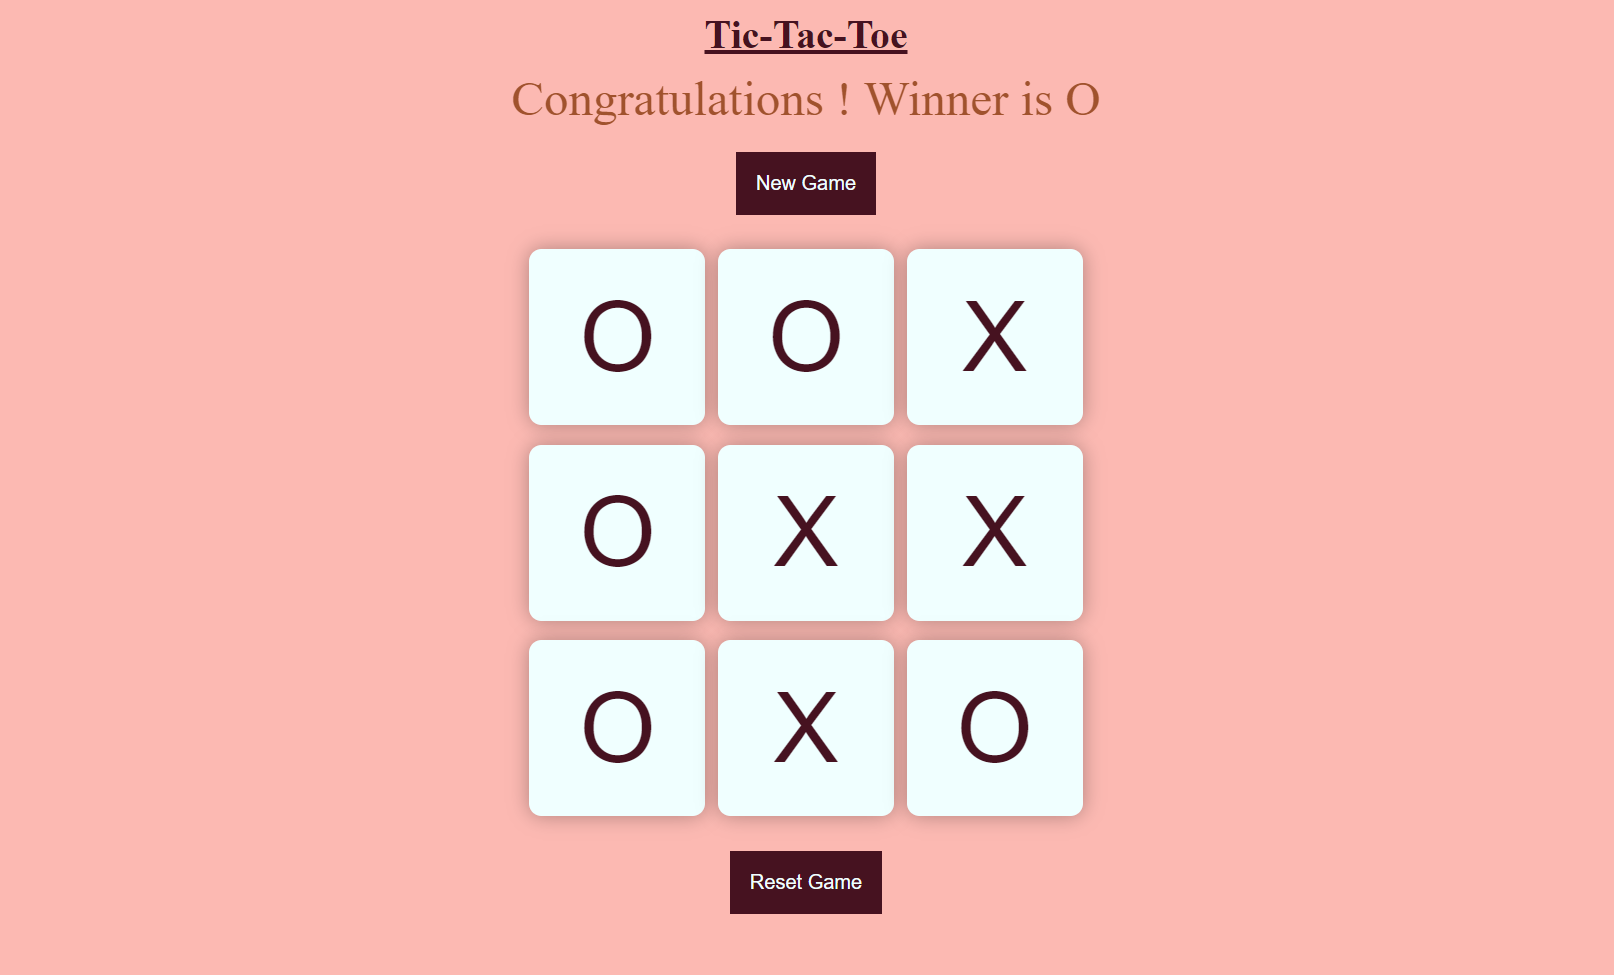 Tic-Tac-Toe
Congratulations ! Winner is O
New Game
O O X
O X X
O X O
Reset Game